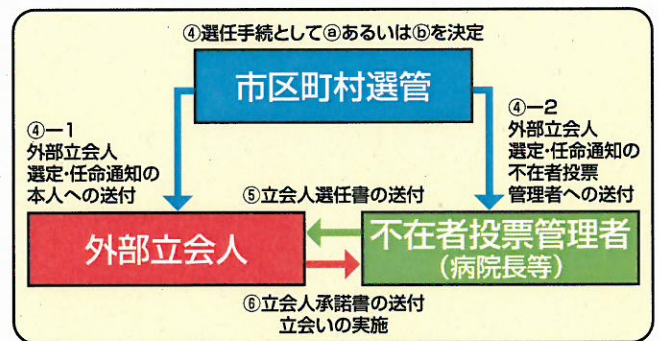 ④選任手続としてⓐあるいはⓑを決定
市区町村選管
④ー1
外部立会人
選定・任命通知の
本人への送付
④ー2
外部立会人
選定・任命通知の
不在者投票
管理者への送付
⑤立会人選任書の送付
外部立会人
不在者投票管理者
(病院長等)
⑥立会人承諾書の送付
立会いの実施